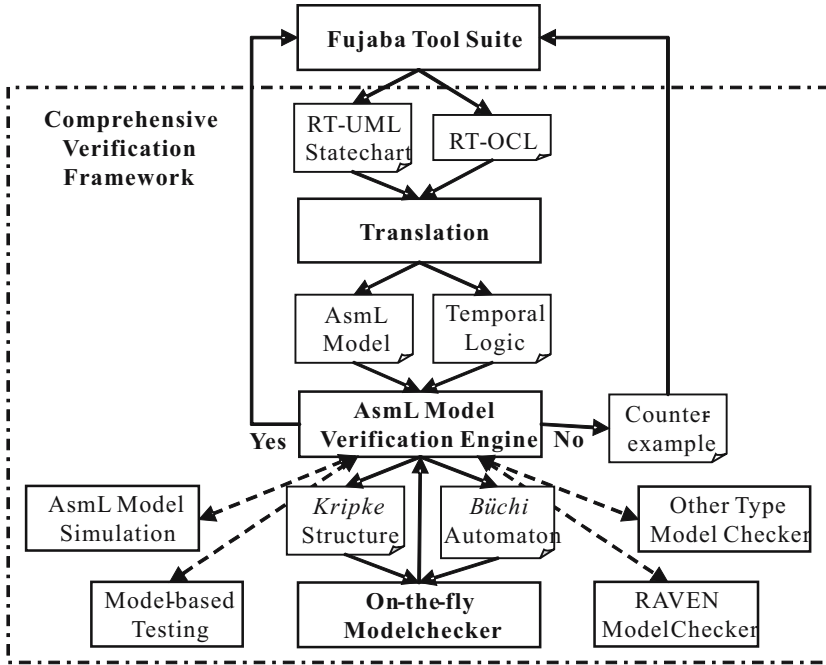 Fujaba Tool Suite
Comprehensive
Verification
Framework
RT-UML
Statechart
RT-OCL
Translation
AsmL
Model
Temporal
Logic
AsmL Model
Verification Engine
Yes
No
Counter-
example
AsmL Model
Simulation
Kripke
Structure
Büchi
Automaton
Other Type
Model Checker
Model-based
Testing
On-the-fly
Modelchecker
RAVEN
ModelChecker